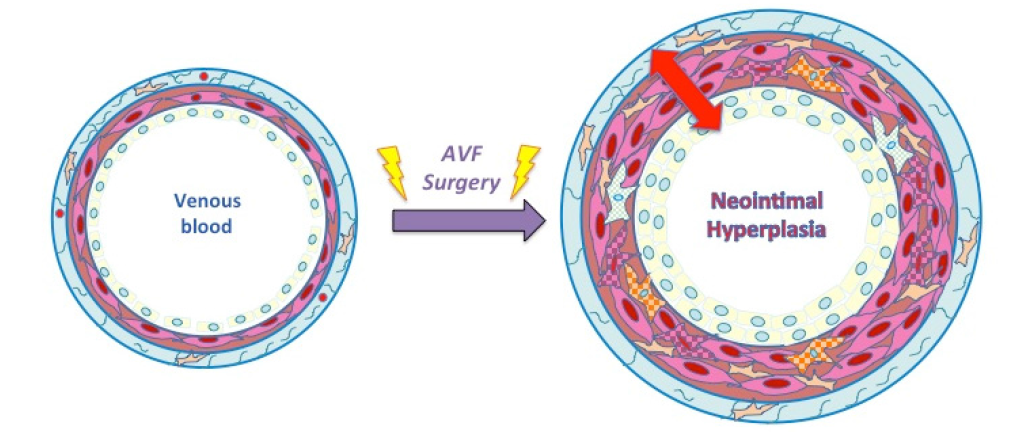 Venous
blood
AVF
Surgery
Neointimal
Hyperplasia